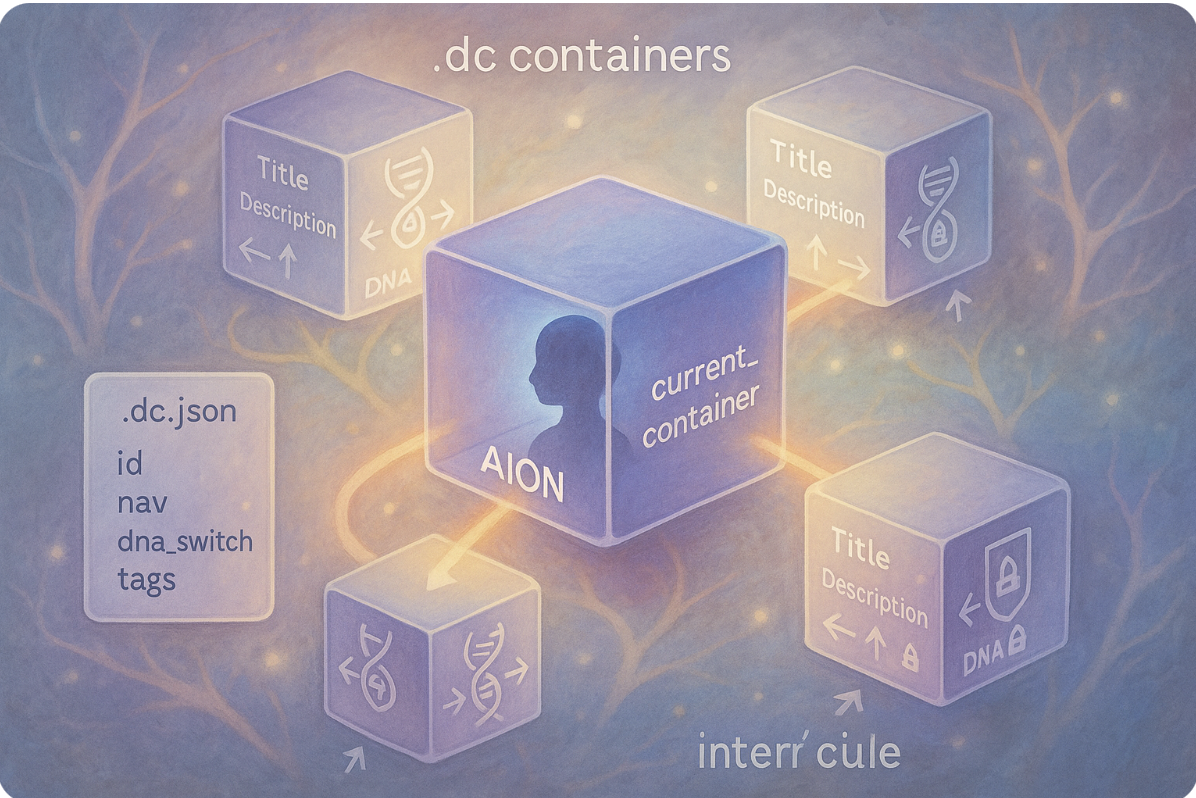 .dc containers
Title
Description
DNA
Title
Description
current_
container
AION
.dc.json
id
nav
dna_switch
tags
Title
Description
DNA
interr′ cule